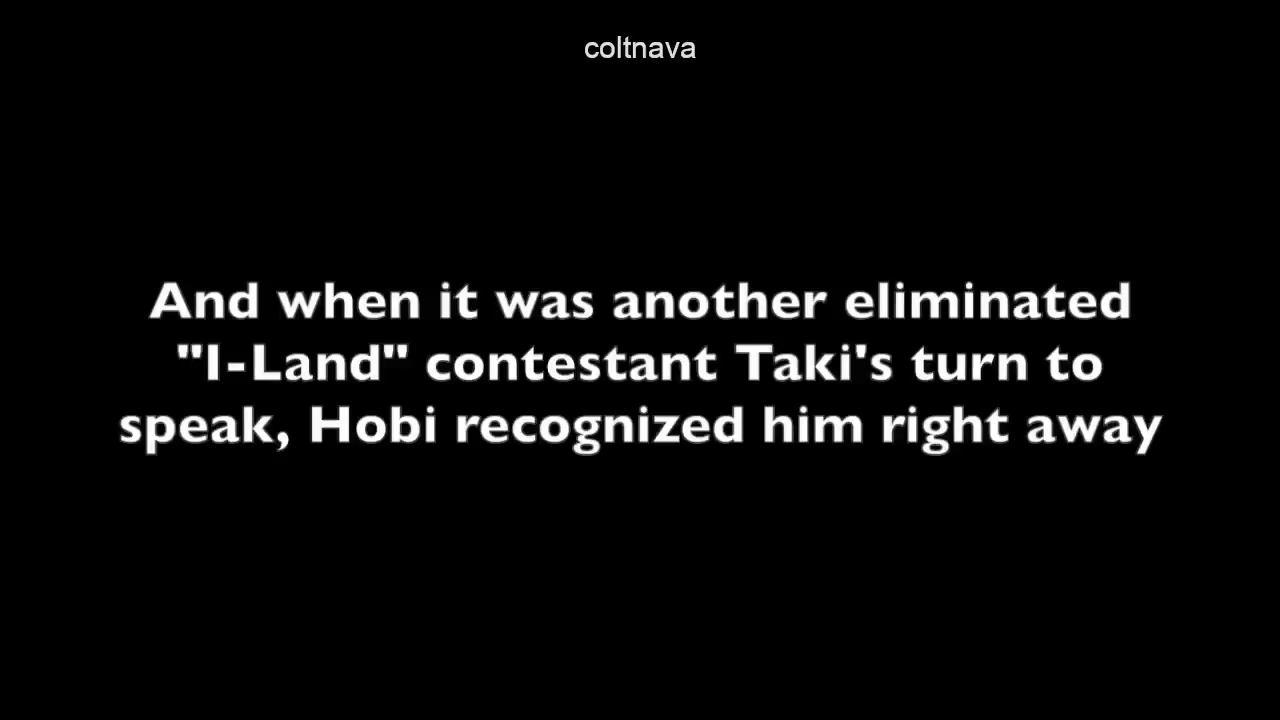 coltnava
And when it was another eliminated
"I-Land" contestant Taki's turn to
speak, Hobi recognized him right away